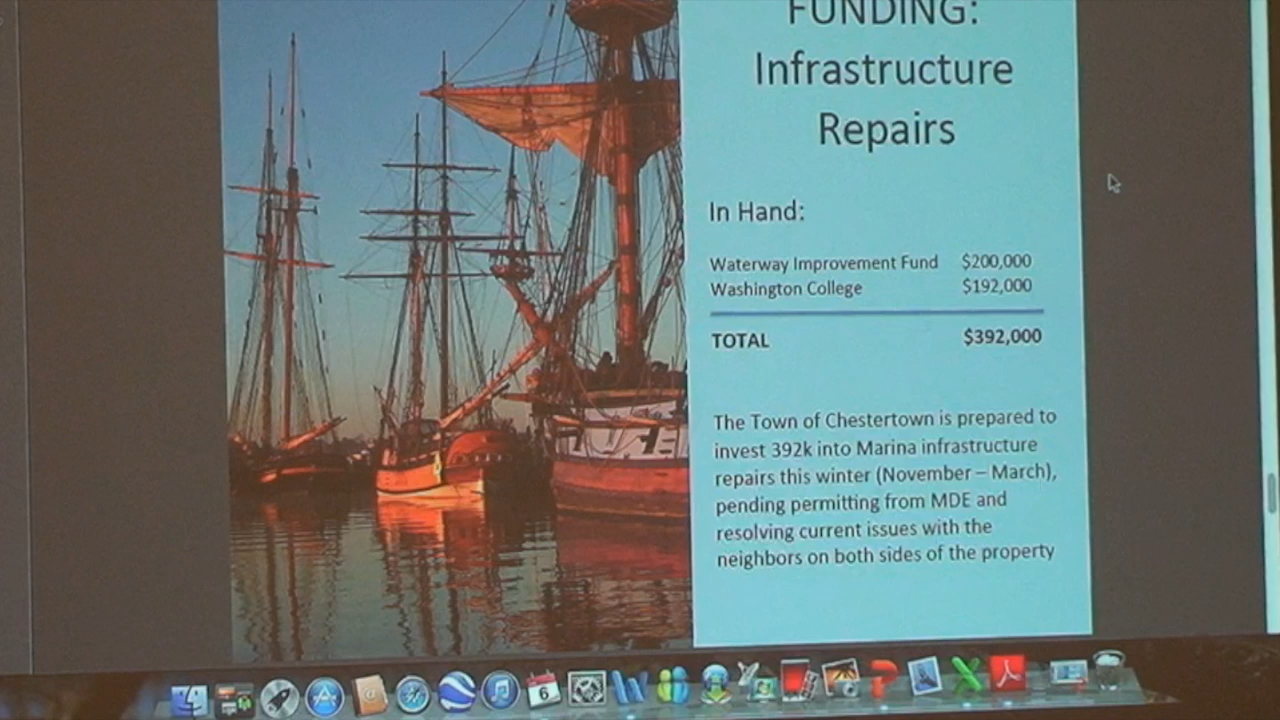 FUNDING:
Infrastructure
Repairs
In Hand:
Waterway Improvement Fund $200,000
Washington College $192,000
TOTAL $392,000
The Town of Chestertown is prepared to
invest 392k into Marina infrastructure
repairs this winter (November – March),
pending permitting from MDE and
resolving current issues with the
neighbors on both sides of the property
6